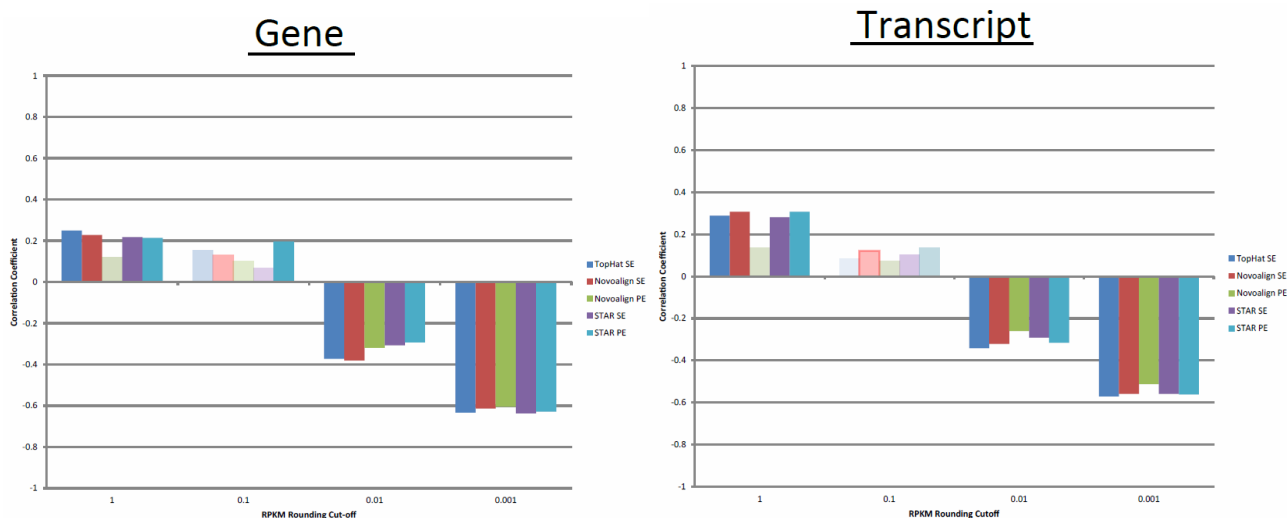 Gene
1
0.8
0.6
0.4
0.2
0
-0.2
-0.4
-0.6
-0.8
-1
Correlation Coefficient
1 0.1 0.01 0.001
RPKM Rounding Cut-off
TopHat SE
Novoalign SE
Novoalign PE
STAR SE
STAR PE
Transcript
1
0.8
0.6
0.4
0.2
0
-0.2
-0.4
-0.6
-0.8
-1
Correlation Coefficient
1 0.1 0.01 0.001
RPKM Rounding Cutoff
TopHat SE
Novoalign SE
Novoalign PE
STAR SE
STAR PE